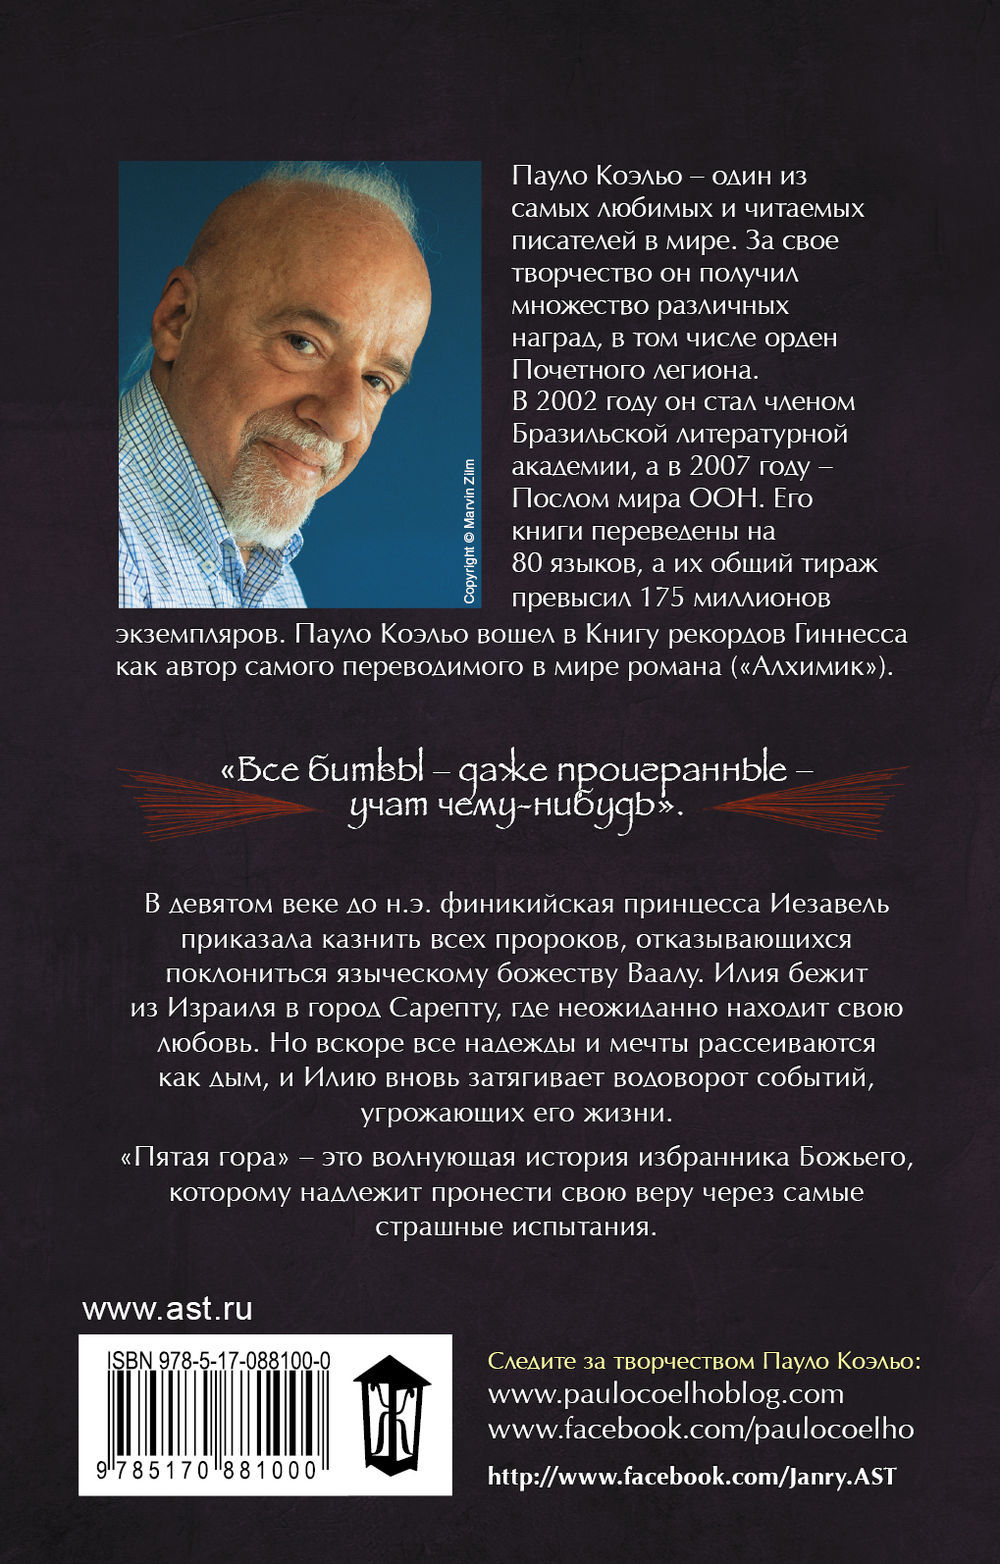 Пауло Коэльо – один из
самых любимых и читаемых
писателей в мире. За свое
творчество он получил
множество различных
наград, в том числе орден
Почетного легиона.
В 2002 году он стал членом
Бразильской литературной
академии, а в 2007 году –
Послом мира ООН. Его
книги переведены на
80 языков, а их общий тираж
превысил 175 миллионов
экземпляров. Пауло Коэльо вошел в Книгу рекордов Гиннесса
как автор самого переводимого в мире романа («Алхимик»).
Copyright © Marvin Zilm
«Все битвы – даже проигранные –
учат чему-нибудь».
В девятом веке до н.э. финикийская принцесса Иезавель
приказала казнить всех пророков, отказывающихся
поклониться языческому божеству Ваалу. Илия бежит
из Израиля в город Сарепту, где неожиданно находит свою
любовь. Но вскоре все надежды и мечты рассеиваются
как дым, и Илию вновь затягивает водоворот событий,
угрожающих его жизни.
«Пятая гора» – это волнующая история избранника Божьего,
которому надлежит пронести свою веру через самые
страшные испытания.
www.ast.ru
ISBN 978-5-17-088100-0
9 785170 881000
Ж
Следите за творчеством Пауло Коэльо:
www.paulocoelhoblog.com
www.facebook.com/paulocoelho
http://www.facebook.com/Janry.AST